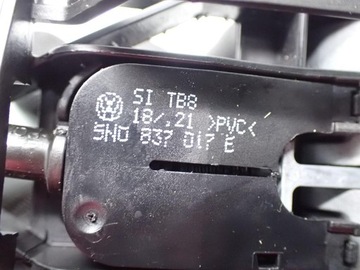 SI TB8
18/.21 >PVC<
5N0 837 017 E